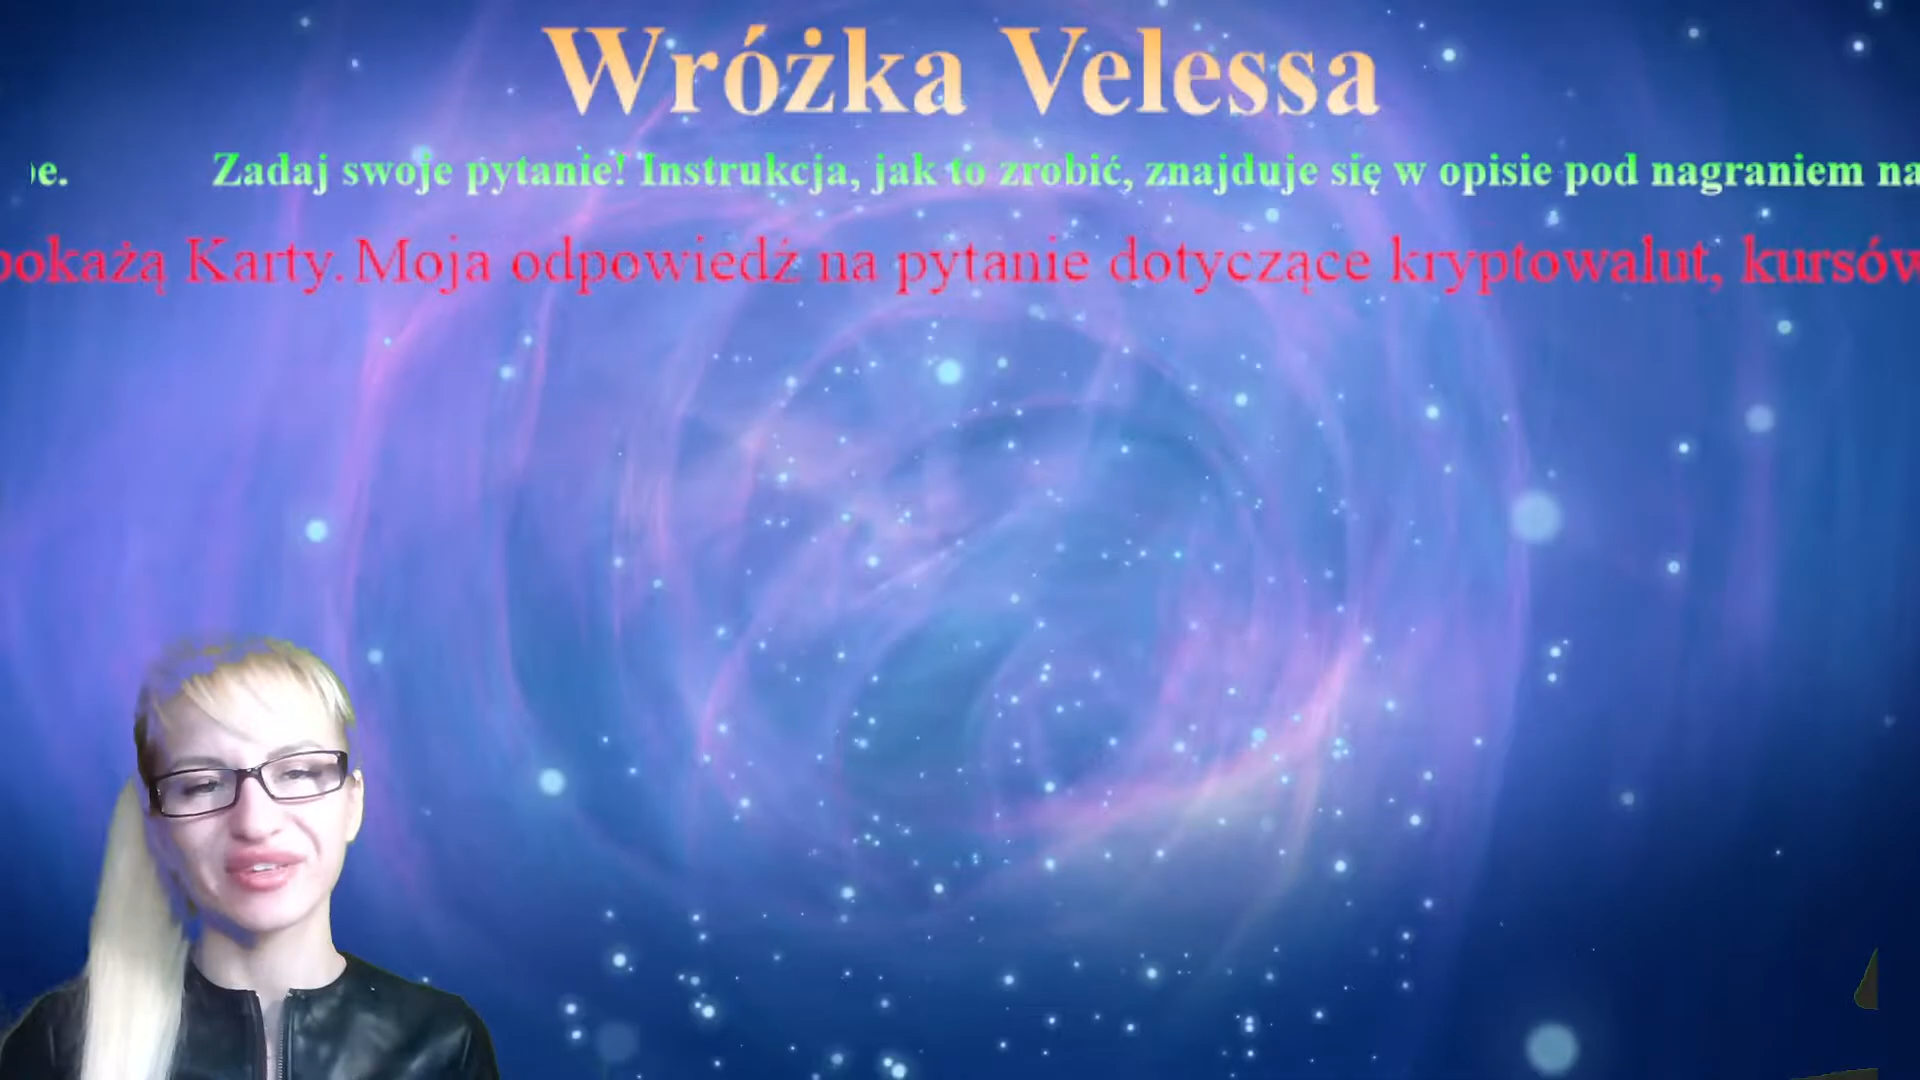 Wróżka Velessa
Zadaj swoje pytanie! Instrukcja, jak to zrobić, znajduje się w opisie pod nagraniem na
pokażą Karty. Moja odpowiedź na pytanie dotyczące kryptowalut, kursów